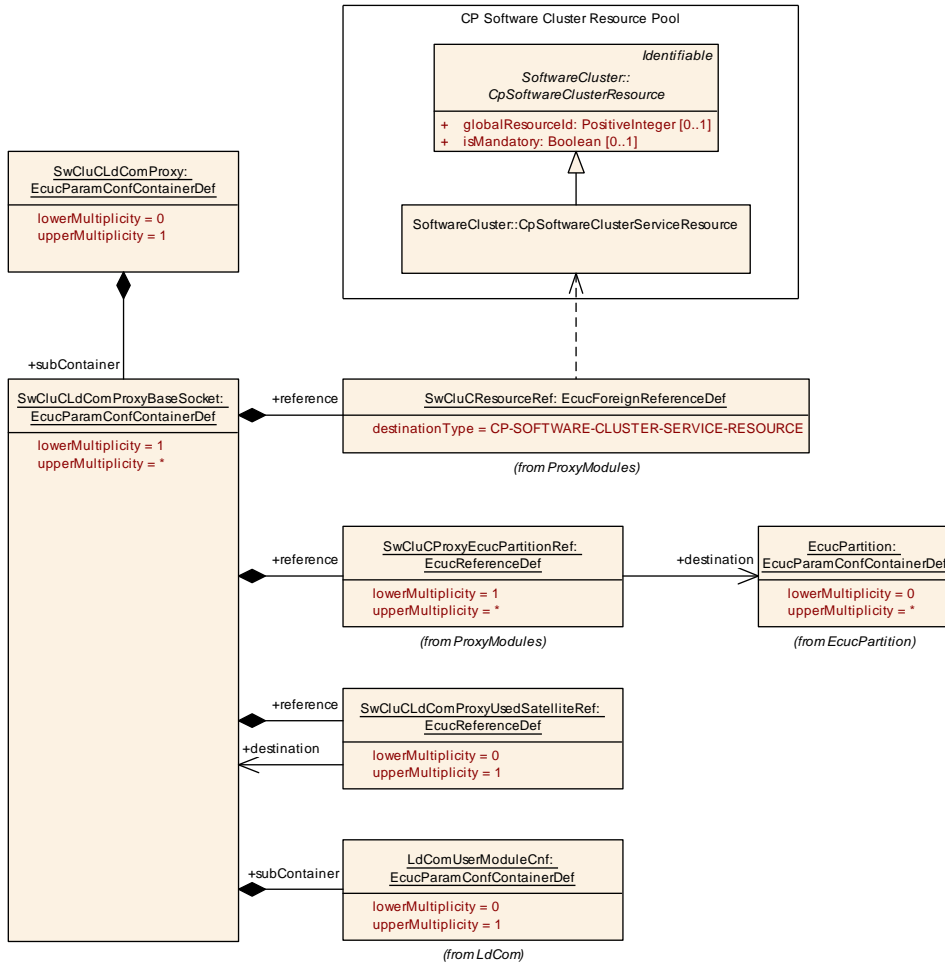 CP Software Cluster Resource Pool
Identifiable
SoftwareCluster::
CpSoftwareClusterResource
+ globalResourceId: PositiveInteger [0..1]
+ isMandatory: Boolean [0..1]
SwCluCLdComProxy:
EcucParamConfContainerDef
lowerMultiplicity = 0
upperMultiplicity = 1
SoftwareCluster::CpSoftwareClusterServiceResource
+subContainer
SwCluCLdComProxyBaseSocket:
EcucParamConfContainerDef
lowerMultiplicity = 1
upperMultiplicity = *
+reference
SwCluCResourceRef: EcucForeignReferenceDef
destinationType = CP-SOFTWARE-CLUSTER-SERVICE-RESOURCE
(from ProxyModules)
+reference
SwCluCProxyEcucPartitionRef:
EcucReferenceDef
lowerMultiplicity = 1
upperMultiplicity = *
(from ProxyModules)
+destination
EcucPartition:
EcucParamConfContainerDef
lowerMultiplicity = 0
upperMultiplicity = *
(from EcucPartition)
+reference
SwCluCLdComProxyUsedSatelliteRef:
EcucReferenceDef
+destination
lowerMultiplicity = 0
upperMultiplicity = 1
+subContainer
LdComUserModuleCnf:
EcucParamConfContainerDef
lowerMultiplicity = 0
upperMultiplicity = 1
(from LdCom)